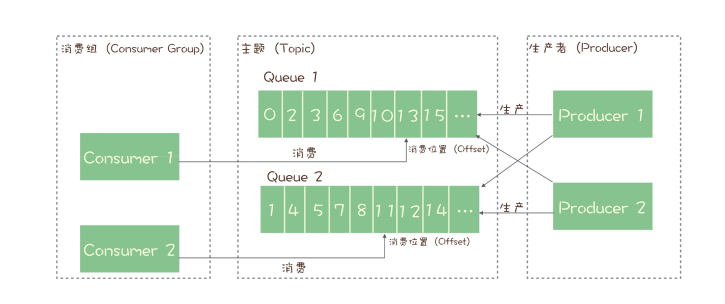 消费组 (Consumer Group)
主题 (Topic)
生产者 (Producer)
Queue 1
0 2 3 6 9 10 13 15 ...
生产
Producer 1
Consumer 1
消费
消费位置 (Offset)
Queue 2
1 4 5 7 8 11 12 14 ...
生产
Producer 2
Consumer 2
消费
消费位置 (Offset)